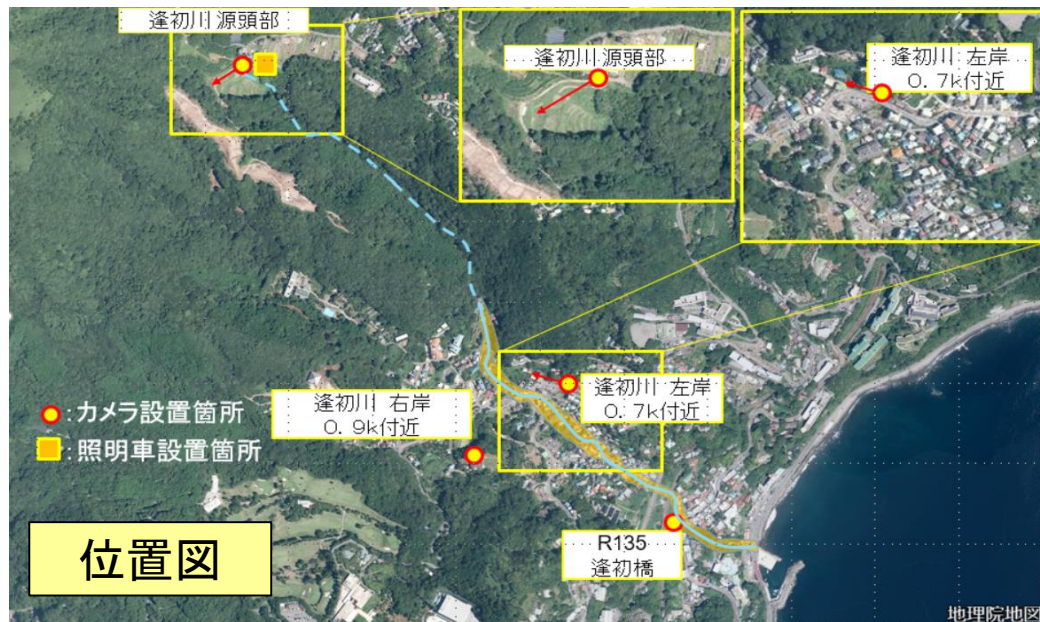 逢初川源頭部
逢初川源頭部
逢初川 左岸
0.7k付近
逢初川 右岸
0.9k付近
逢初川 左岸
0.7k付近
：カメラ設置箇所
：照明車設置箇所
R135
逢初橋
位置図
地理院地図